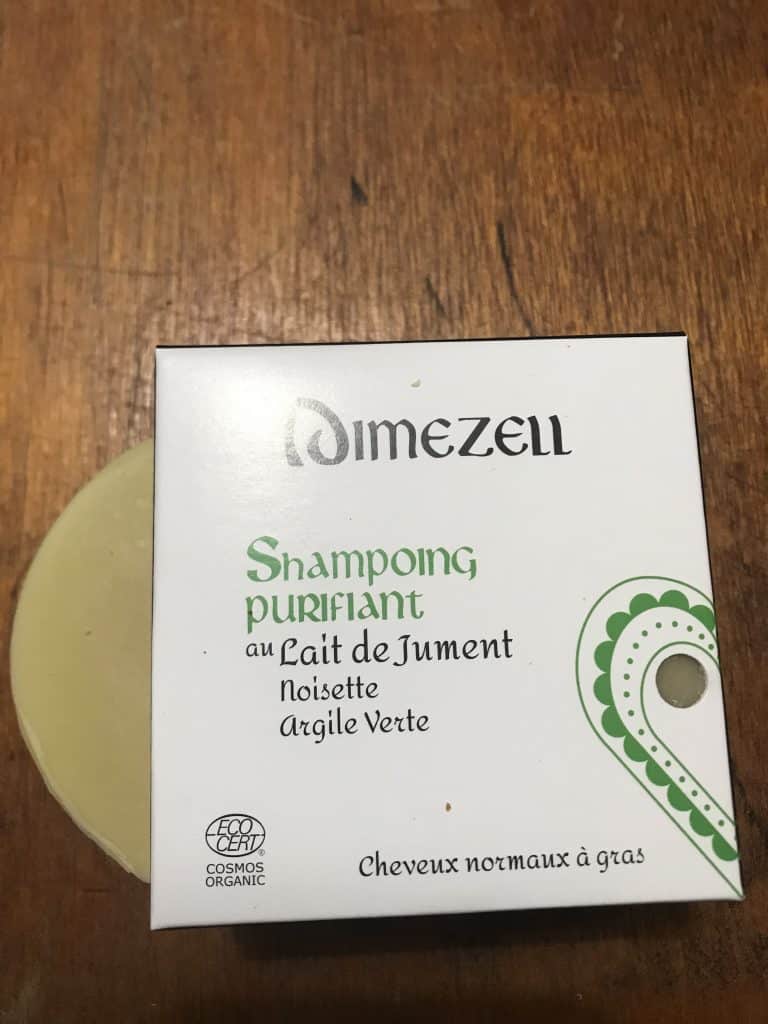 Dimezell
Shampoing
purifiant
au Lait de Jument
Noisette
Argile Verte
ECO
CERT
®
COSMOS
ORGANIC
Cheveux normaux à gras